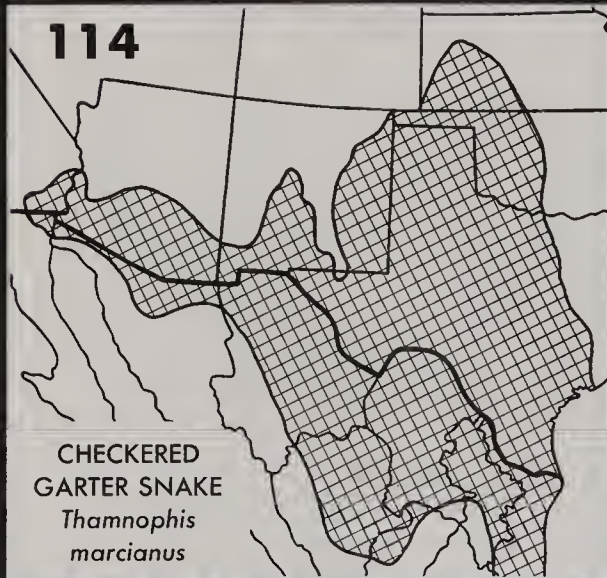 114
CHECKERED
GARTER SNAKE
Thamnophis
marcianus